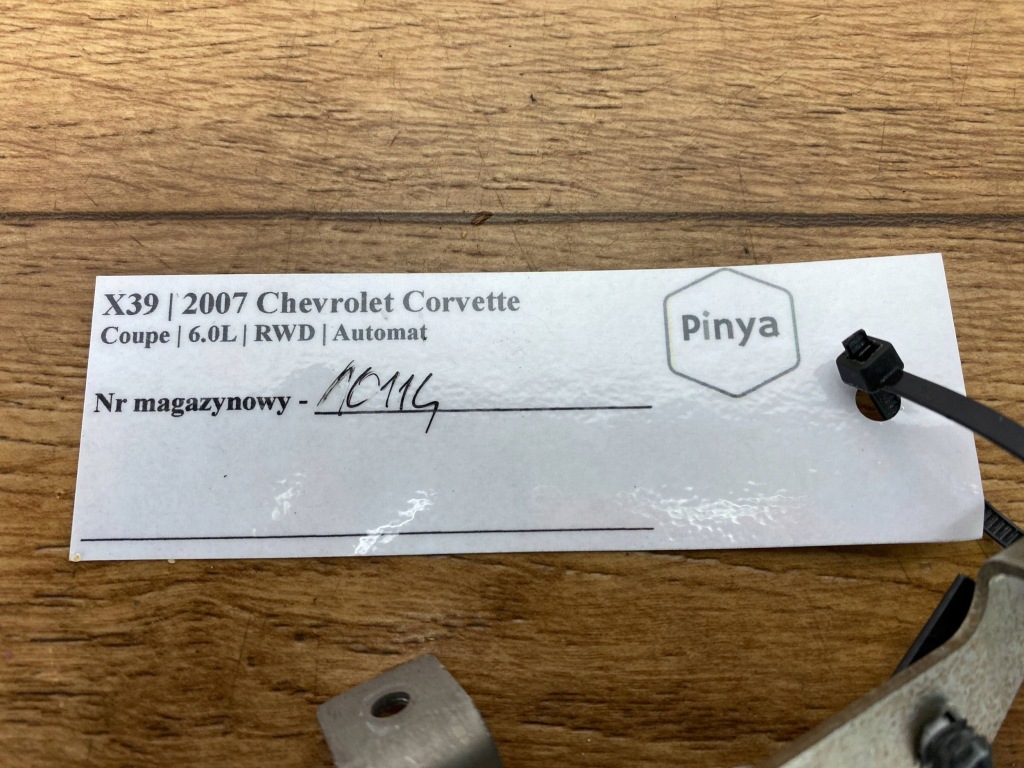 X39 | 2007 Chevrolet Corvette
Coupe | 6.0L | RWD | Automat
Nr magazynowy -
Pinya